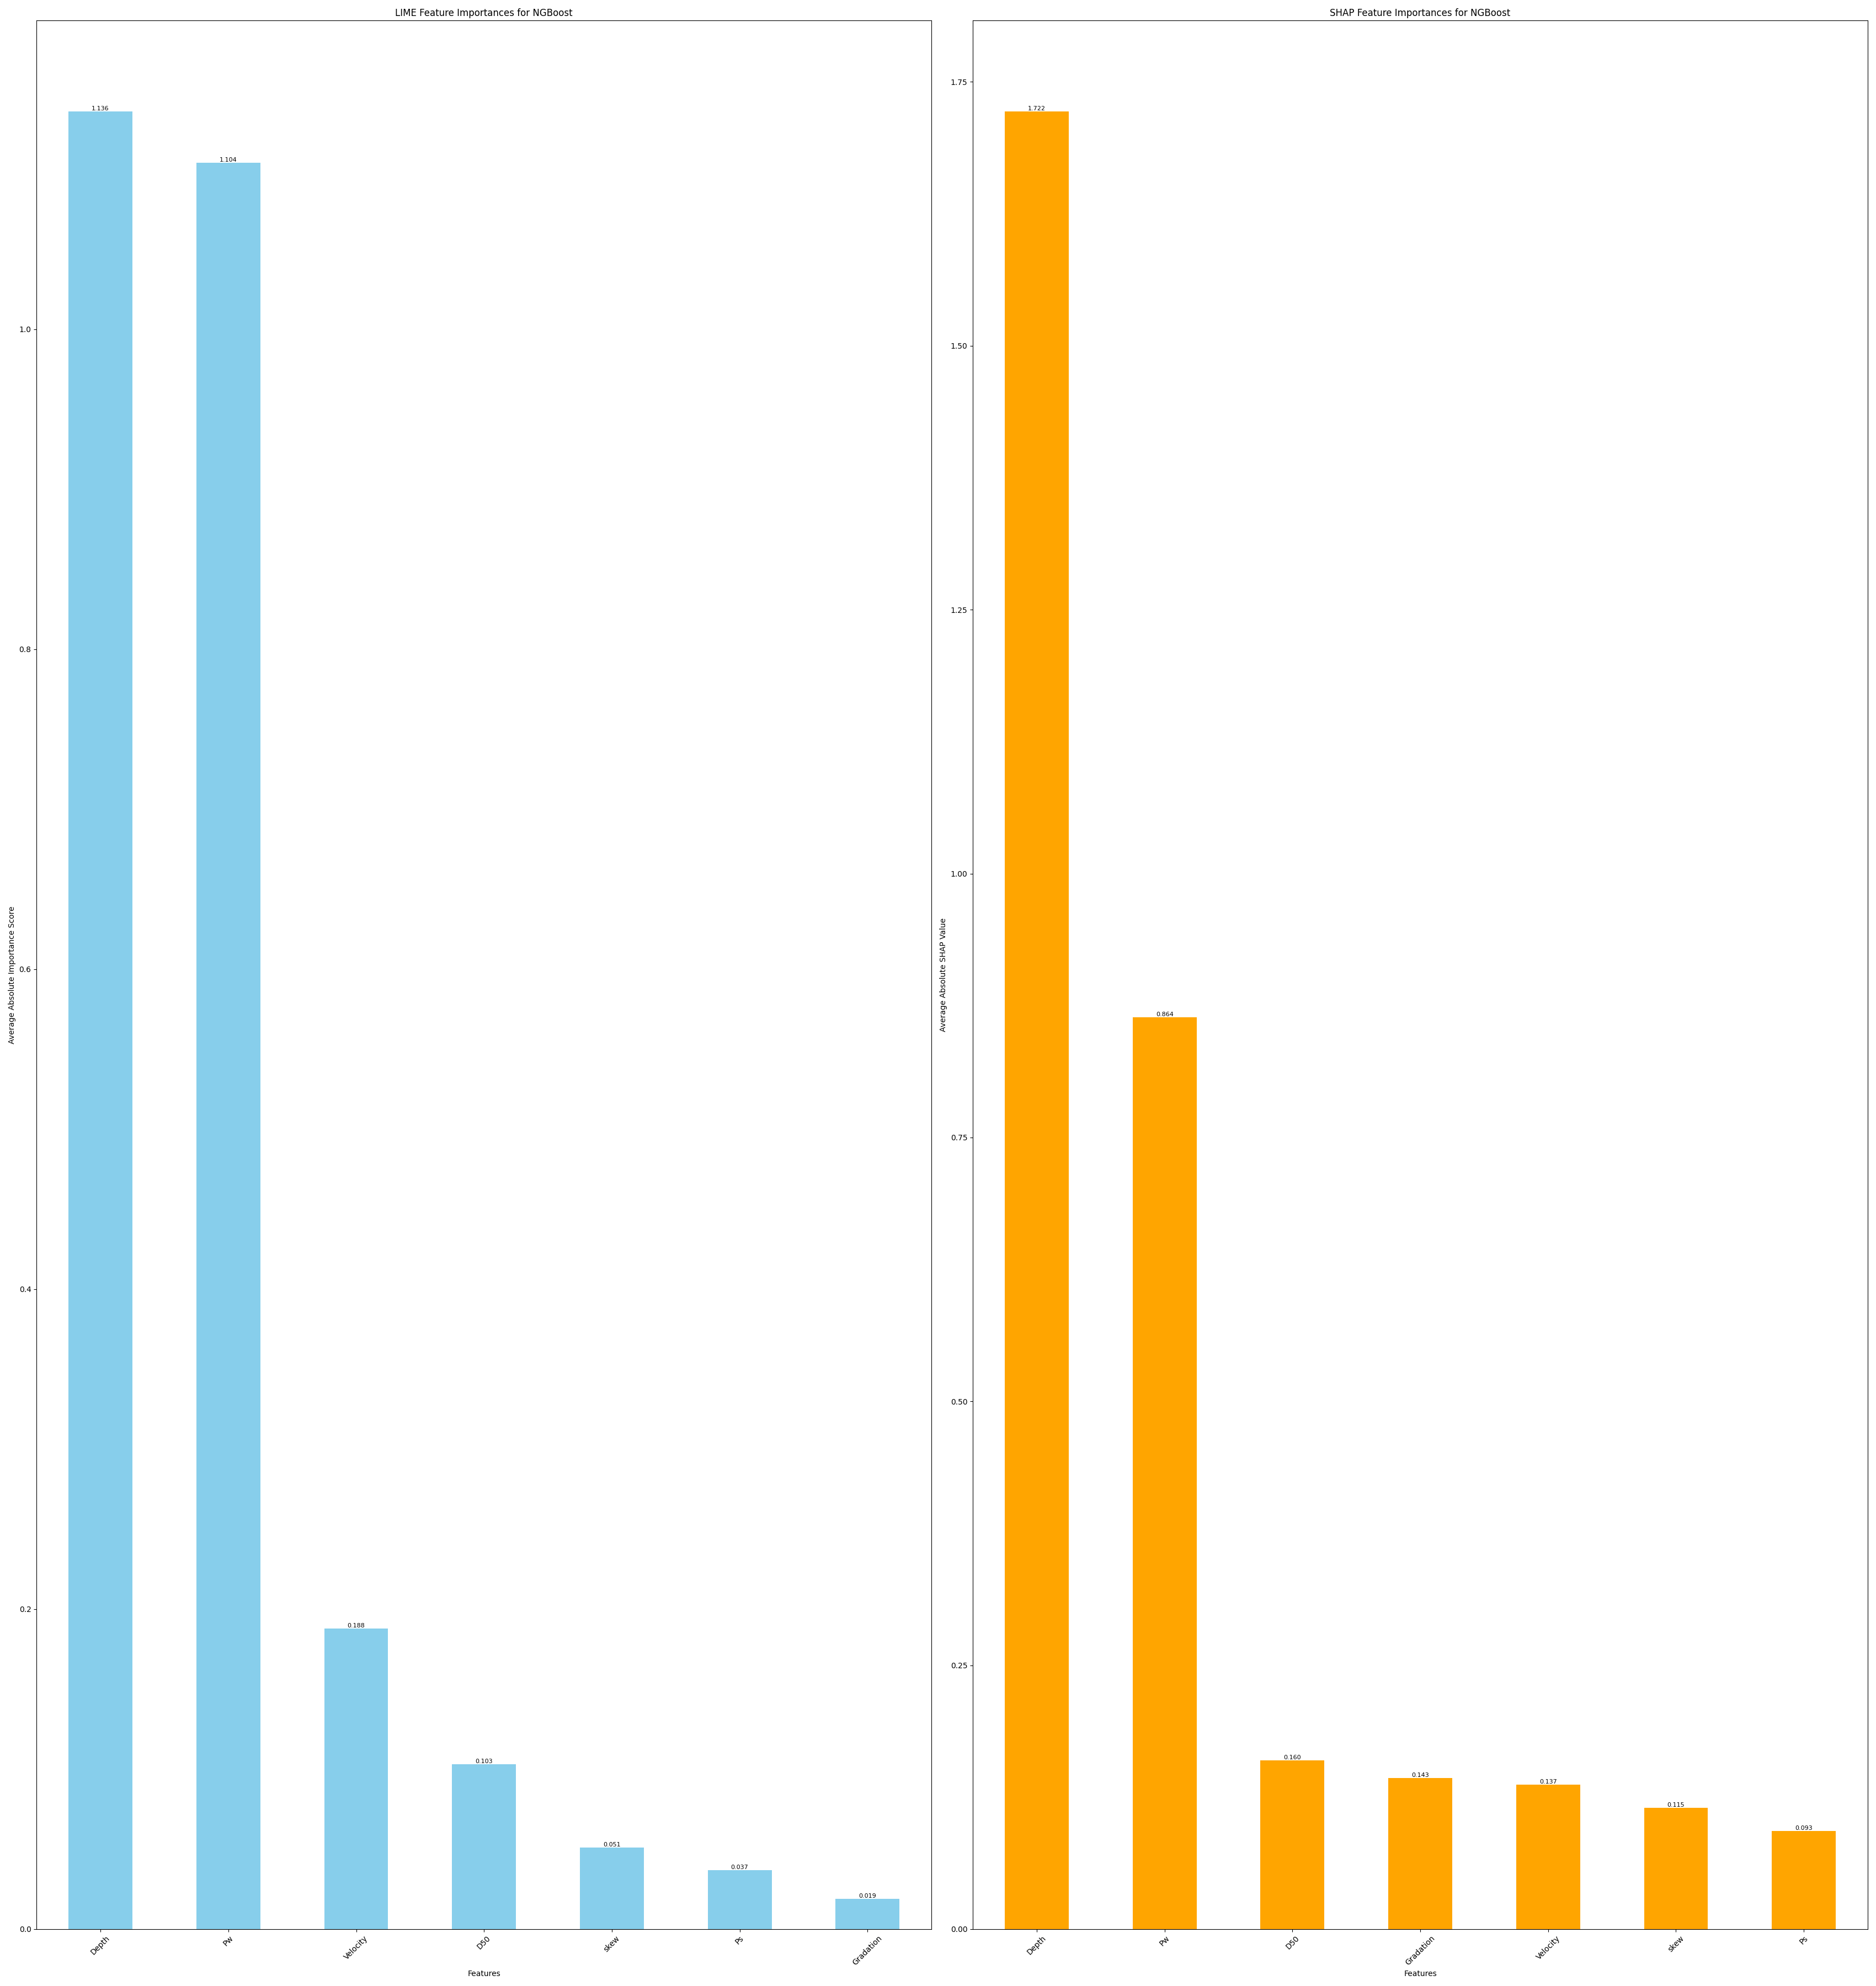 LIME Feature Importances for NGBoost
Average Absolute Importance Score
1.0
0.8
0.6
0.4
0.2
0.0
1.136
1.104
0.188
0.103
0.051
0.037
0.019
Depth
Pw
Velocity
D50
skew
Ps
Gradation
Features
SHAP Feature Importances for NGBoost
Average Absolute SHAP Value
1.75
1.50
1.25
1.00
0.75
0.50
0.25
0.00
1.722
0.864
0.160
0.143
0.137
0.115
0.093
Depth
Pw
D50
Gradation
Velocity
skew
Ps
Features